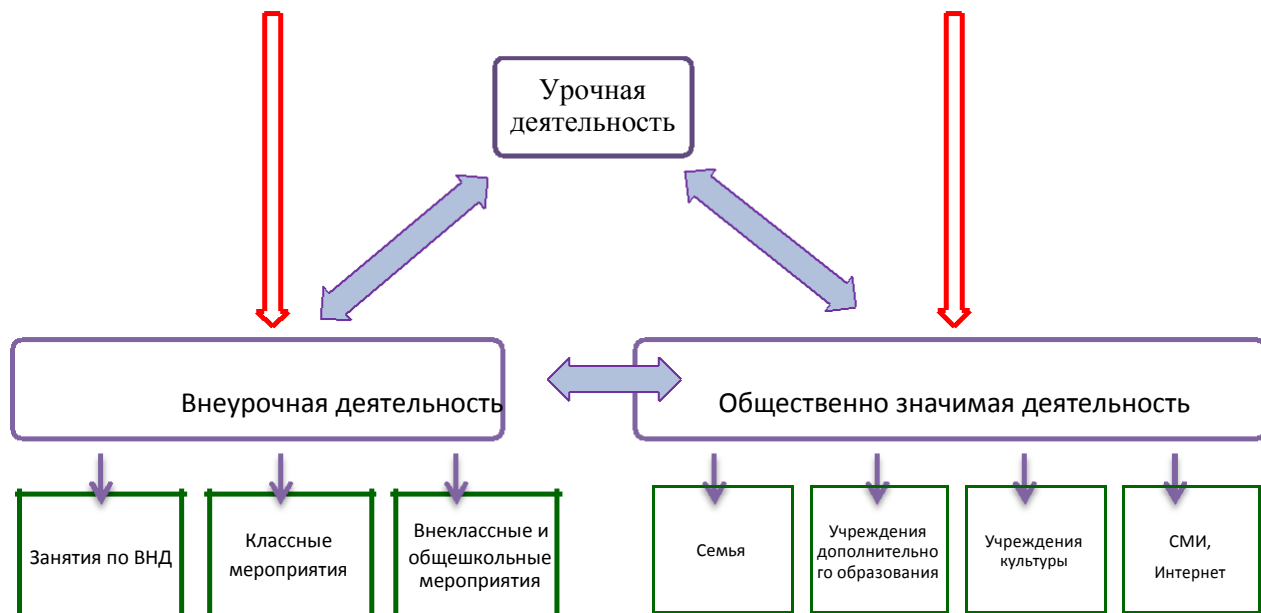 Урочная
деятельность
Внеурочная деятельность
Общественно значимая деятельность
Занятия по ВНД
Классные
мероприятия
Внеклассные и
общешкольные
мероприятия
Семья
Учреждения
дополнительно
го образования
Учреждения
культуры
СМИ,
Интернет